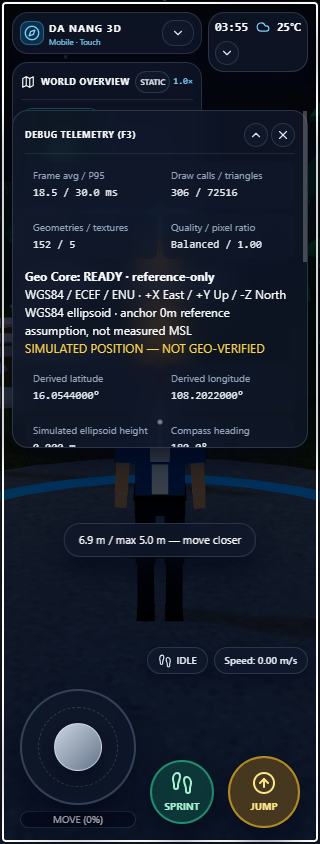 DA NANG 3D
Mobile · Touch
03:55 25°C
WORLD OVERVIEW STATIC 1.0×
DEBUG TELEMETRY (F3)
Frame avg / P95
18.5 / 30.0 ms
Draw calls / triangles
306 / 72516
Geometries / textures
152 / 5
Quality / pixel ratio
Balanced / 1.00
Geo Core: READY · reference-only
WGS84 / ECEF / ENU · +X East / +Y Up / -Z North
WGS84 ellipsoid · anchor 0m reference
assumption, not measured MSL
SIMULATED POSITION — NOT GEO-VERIFIED
Derived latitude
16.0544000°
Derived longitude
108.2022000°
Simulated ellipsoid height
0.000 m
Compass heading
180.0°
6.9 m / max 5.0 m — move closer
IDLE
Speed: 0.00 m/s
MOVE (0%)
SPRINT
JUMP